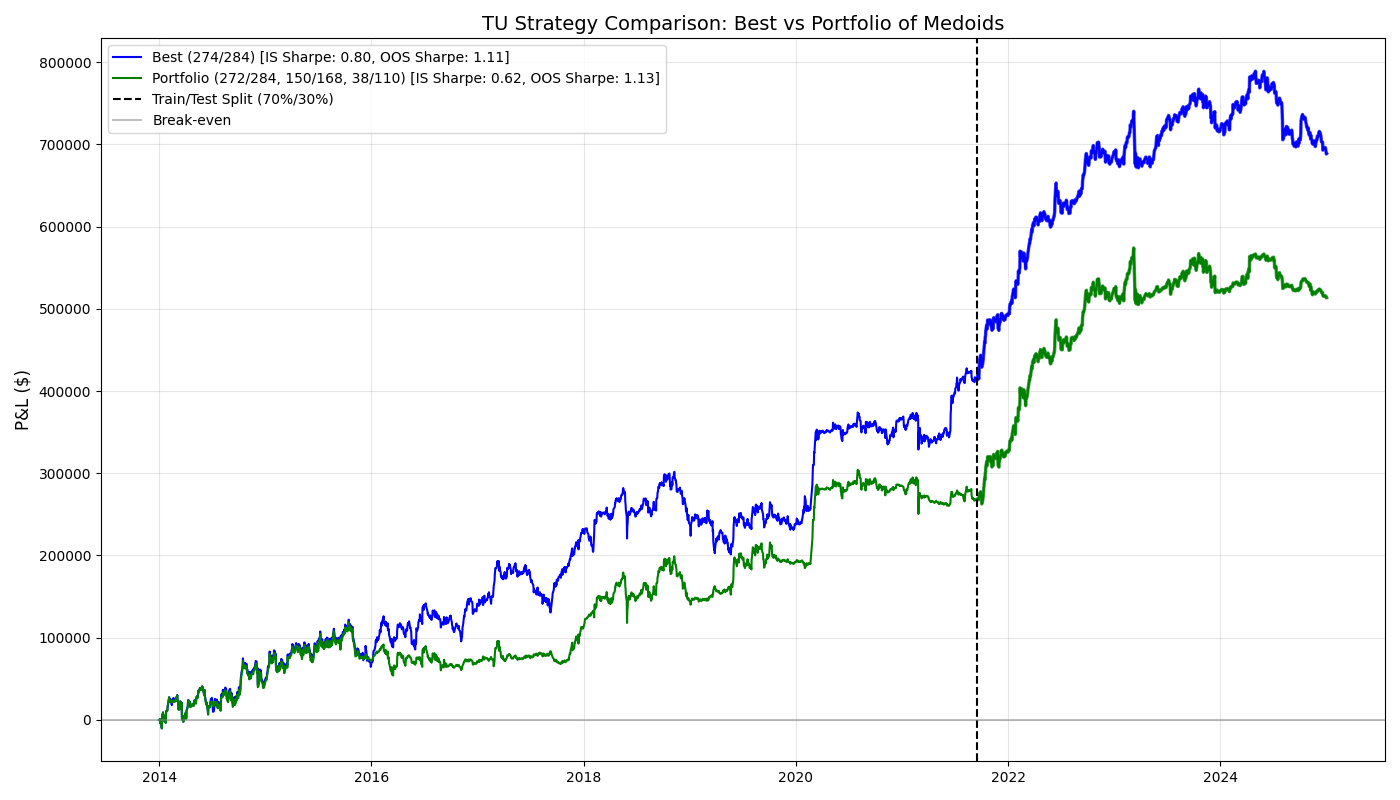 TU Strategy Comparison: Best vs Portfolio of Medoids
Best (274/284) [IS Sharpe: 0.80, OOS Sharpe: 1.11]
Portfolio (272/284, 150/168, 38/110) [IS Sharpe: 0.62, OOS Sharpe: 1.13]
Train/Test Split (70%/30%)
Break-even
P&L ($)
800000
700000
600000
500000
400000
300000
200000
100000
0
2014
2016
2018
2020
2022
2024